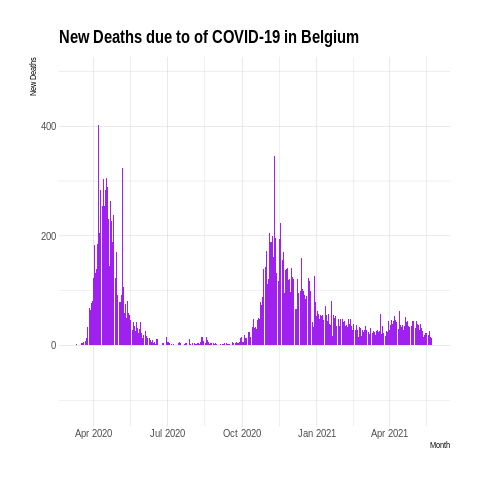 New Deaths due to of COVID-19 in Belgium
New Deaths
400
200
0
Apr 2020 Jul 2020 Oct 2020 Jan 2021 Apr 2021
Month